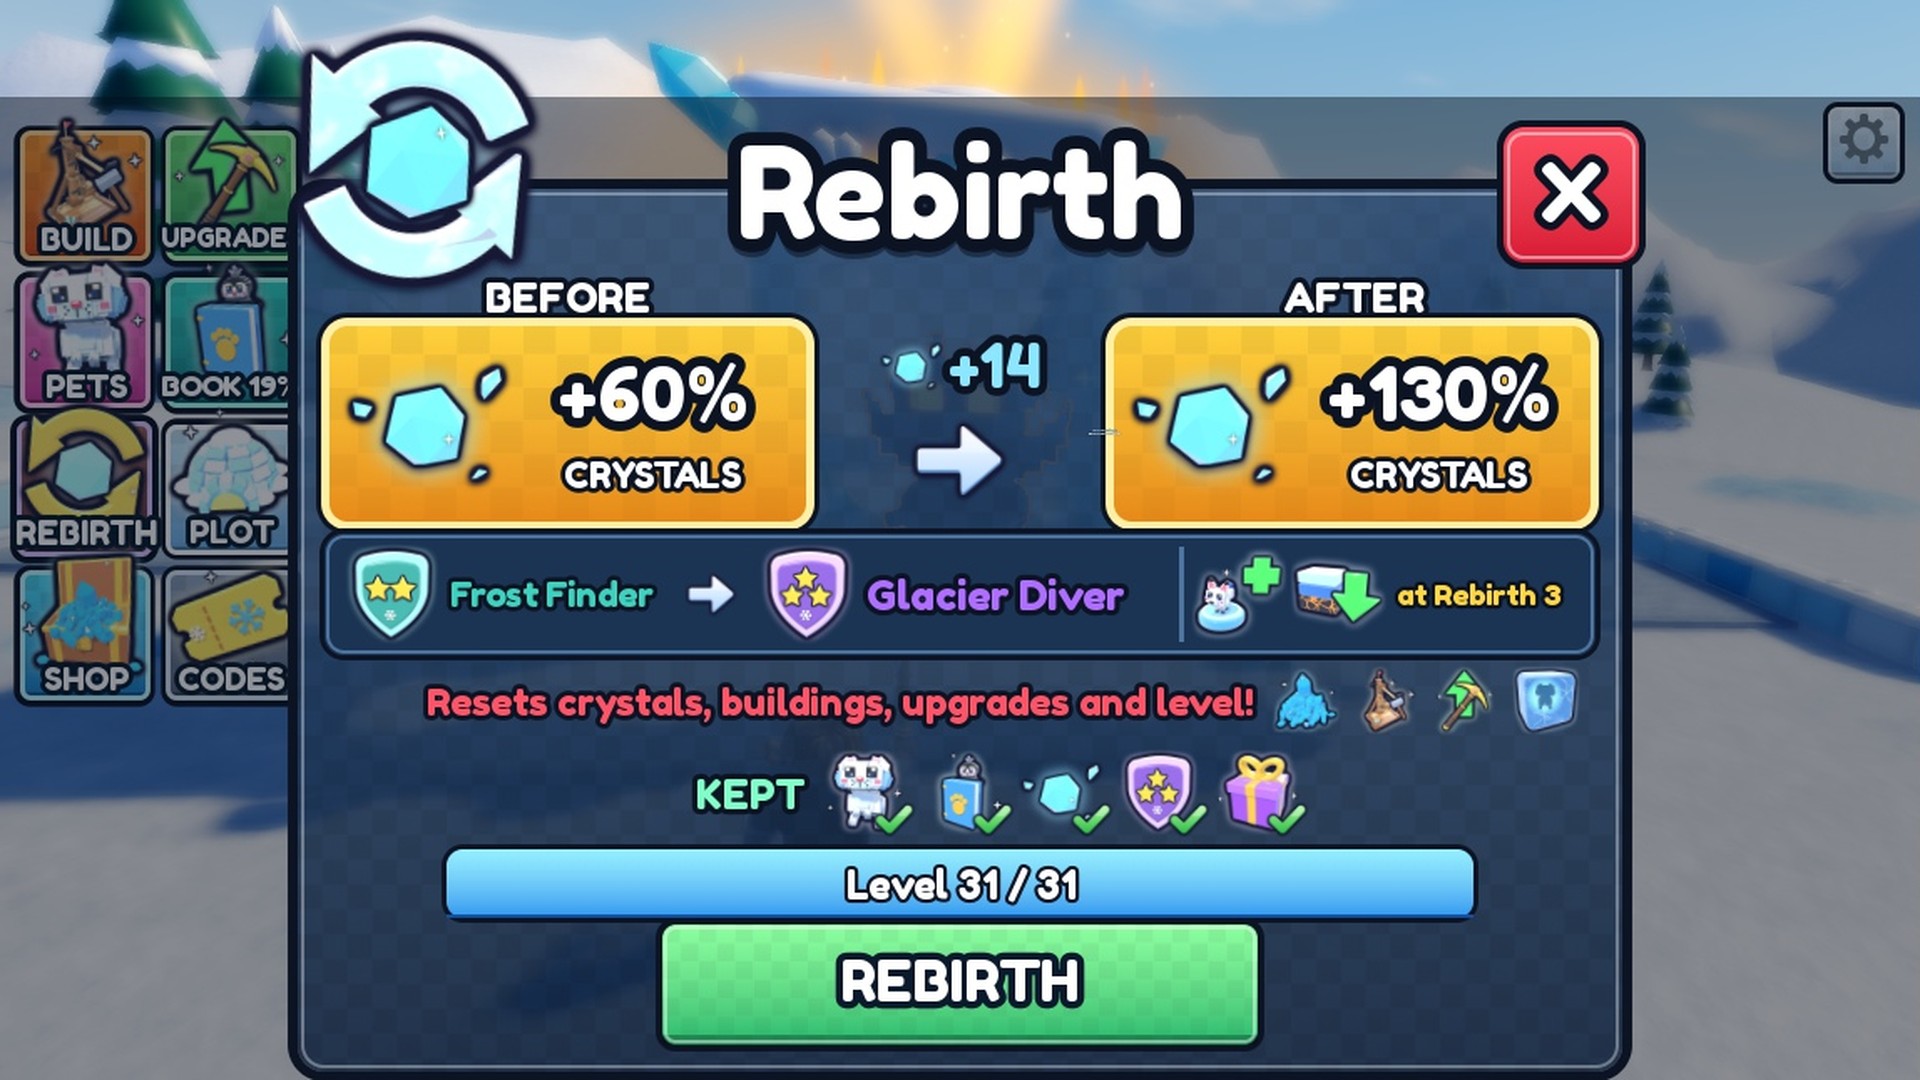 Rebirth
BEFORE
AFTER
+60%
CRYSTALS
+14
+130%
CRYSTALS
Frost Finder
Glacier Diver
at Rebirth 3
Resets crystals, buildings, upgrades and level!
KEPT
Level 31 / 31
REBIRTH
BUILD
UPGRADE
PETS
BOOK 19%
REBIRTH
PLOT
SHOP
CODES